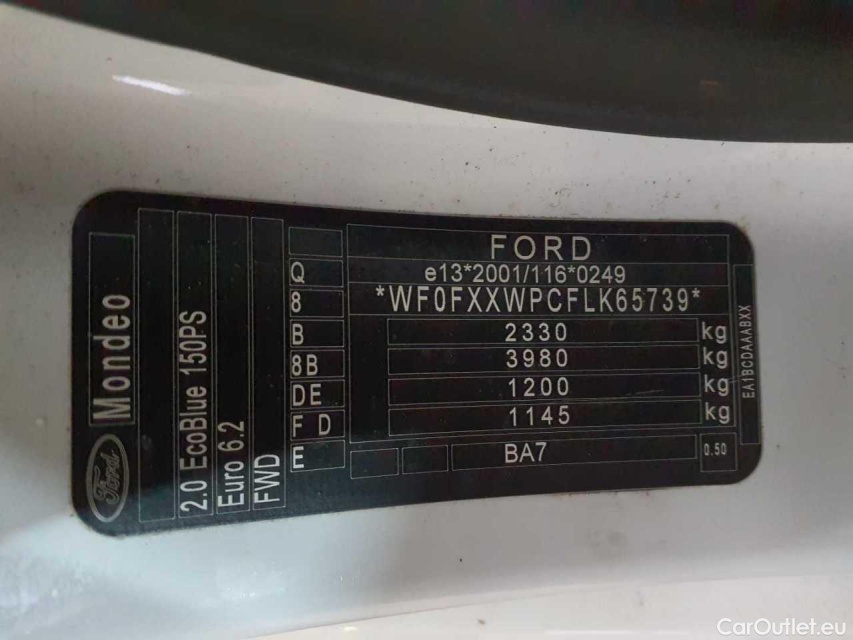 FORD
e13*2001/116*0249
*WF0FXXWPCFLK65739*
2330 kg
3980 kg
1200 kg
1145 kg
BA7
0.50
Q
8
B
8B
DE
F D
E
Ford
Mondeo
2.0 EcoBlue 150PS
Euro 6.2
FWD
EA1BCDAAABXX
CarOutlet.eu